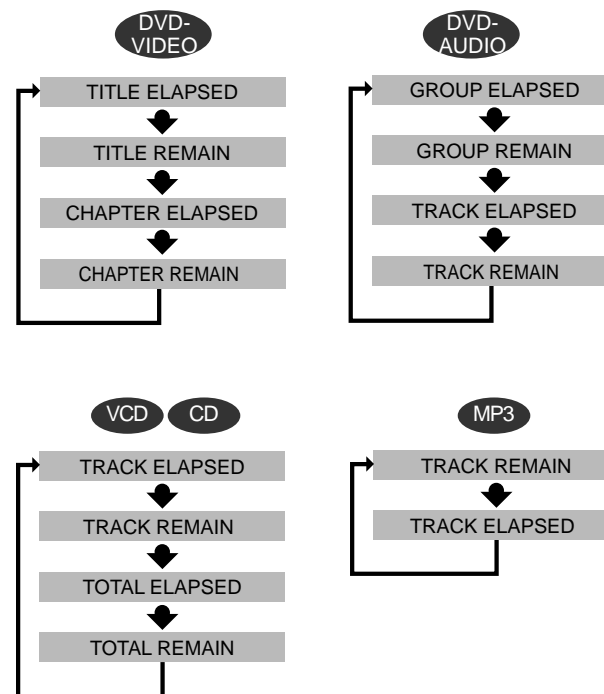 DVD-
VIDEO
TITLE ELAPSED
TITLE REMAIN
CHAPTER ELAPSED
CHAPTER REMAIN
DVD-
AUDIO
GROUP ELAPSED
GROUP REMAIN
TRACK ELAPSED
TRACK REMAIN
VCD CD
TRACK ELAPSED
TRACK REMAIN
TOTAL ELAPSED
TOTAL REMAIN
MP3
TRACK REMAIN
TRACK ELAPSED